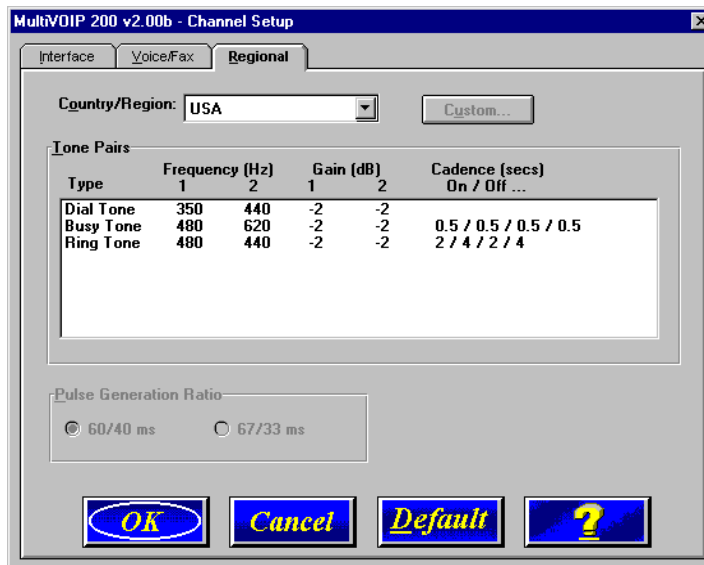 MultiVOIP 200 v2.00b - Channel Setup
Interface Voice/Fax Regional
Country/Region: USA Custom...
Tone Pairs
Frequency (Hz) Gain (dB) Cadence (secs)
Type 1 2 1 2 On / Off ...
Dial Tone 350 440 -2 -2
Busy Tone 480 620 -2 -2 0.5 / 0.5 / 0.5 / 0.5
Ring Tone 480 440 -2 -2 2 / 4 / 2 / 4
Pulse Generation Ratio
60/40 ms 67/33 ms
OK Cancel Default ?